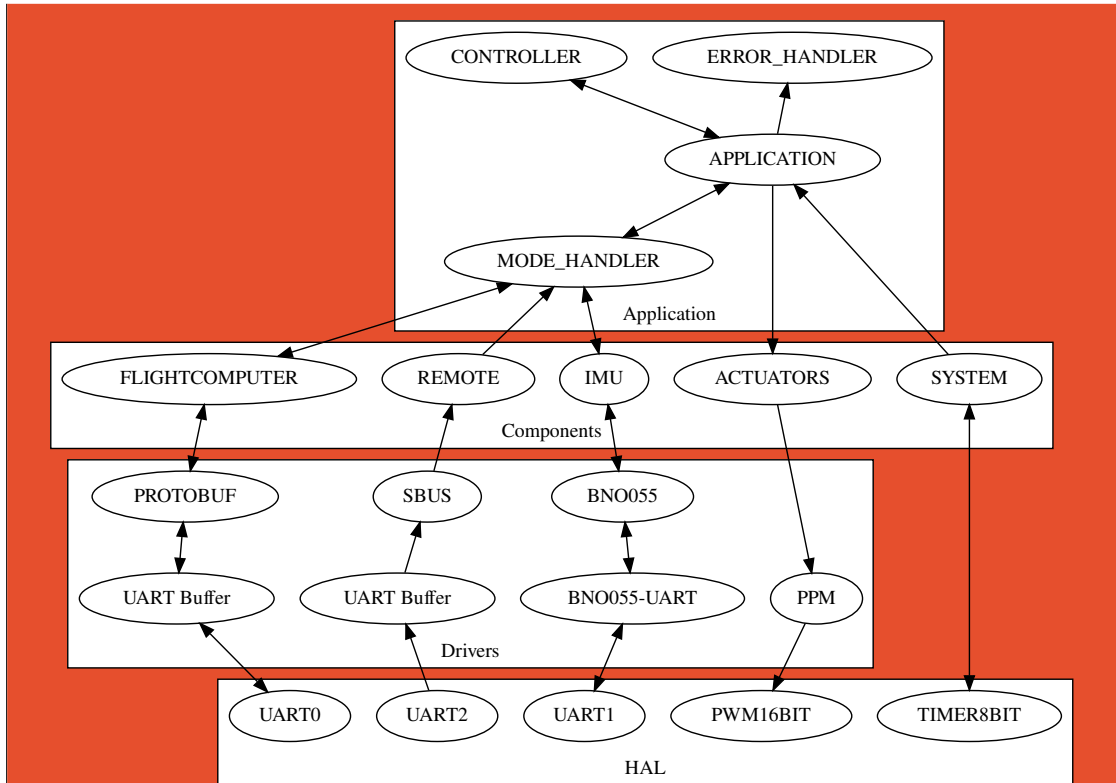 CONTROLLER
ERROR_HANDLER
APPLICATION
MODE_HANDLER
Application
FLIGHTCOMPUTER
REMOTE
IMU
ACTUATORS
SYSTEM
Components
PROTOBUF
SBUS
BNO055
UART Buffer
UART Buffer
BNO055-UART
PPM
Drivers
UART0
UART2
UART1
PWM16BIT
TIMER8BIT
HAL